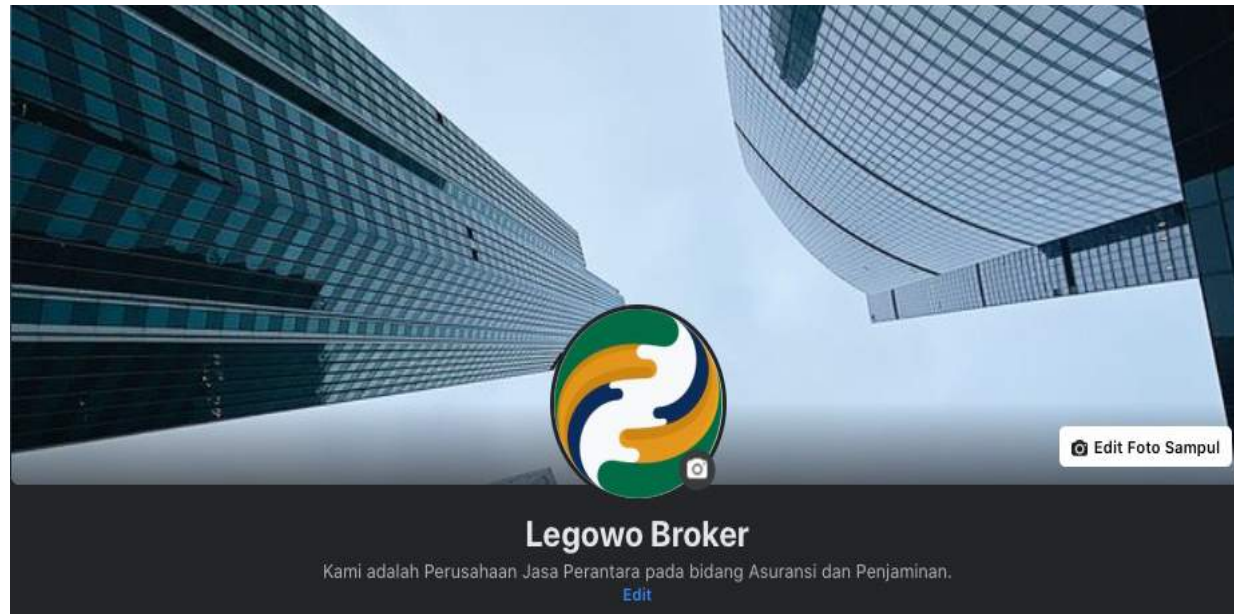 Edit Foto Sampul
Legowo Broker
Kami adalah Perusahaan Jasa Perantara pada bidang Asuransi dan Penjaminan.
Edit